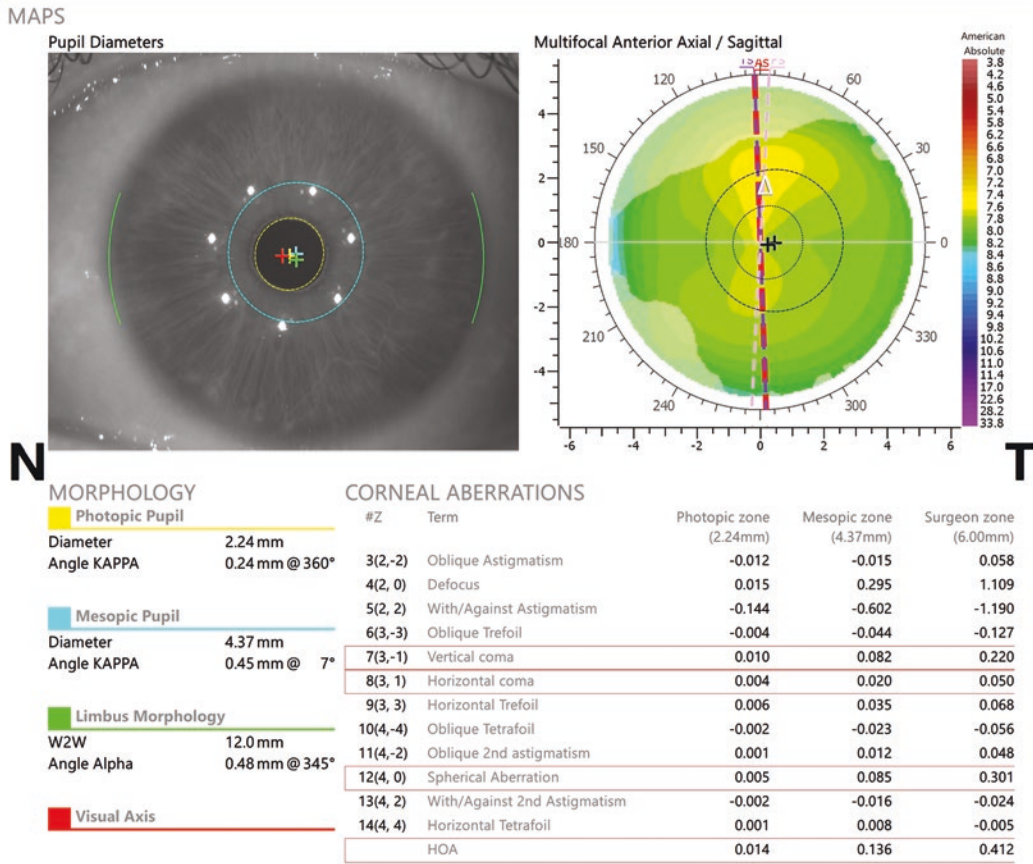 MAPS
Pupil Diameters
Multifocal Anterior Axial / Sagittal
American
Absolute
3.8
4.2
4.6
5.0
5.4
5.8
6.2
6.6
6.8
7.0
7.2
7.4
7.6
7.8
8.0
8.2
8.4
8.6
8.8
9.0
9.2
9.4
9.8
10.2
10.6
11.0
11.4
17.0
22.6
28.2
33.8
120 60
150 30
180 0
210 330
240 300
4
2
0
-2
-4
-6 -4 -2 0 2 4 6
N T
MORPHOLOGY
Photopic Pupil
Diameter 2.24 mm
Angle KAPPA 0.24 mm @ 360°
Mesopic Pupil
Diameter 4.37 mm
Angle KAPPA 0.45 mm @ 7°
Limbus Morphology
W2W 12.0 mm
Angle Alpha 0.48 mm @ 345°
Visual Axis
CORNEAL ABERRATIONS
#Z Term Photopic zone (2.24mm) Mesopic zone (4.37mm) Surgeon zone (6.00mm)
3(2,-2) Oblique Astigmatism -0.012 -0.015 0.058
4(2, 0) Defocus 0.015 0.295 1.109
5(2, 2) With/Against Astigmatism -0.144 -0.602 -1.190
6(3,-3) Oblique Trefoil -0.004 -0.044 -0.127
7(3,-1) Vertical coma 0.010 0.082 0.220
8(3, 1) Horizontal coma 0.004 0.020 0.050
9(3, 3) Horizontal Trefoil 0.006 0.035 0.068
10(4,-4) Oblique Tetrafoil -0.002 -0.023 -0.056
11(4,-2) Oblique 2nd astigmatism 0.001 0.012 0.048
12(4, 0) Spherical Aberration 0.005 0.085 0.301
13(4, 2) With/Against 2nd Astigmatism -0.002 -0.016 -0.024
14(4, 4) Horizontal Tetrafoil 0.001 0.008 -0.005
HOA 0.014 0.136 0.412